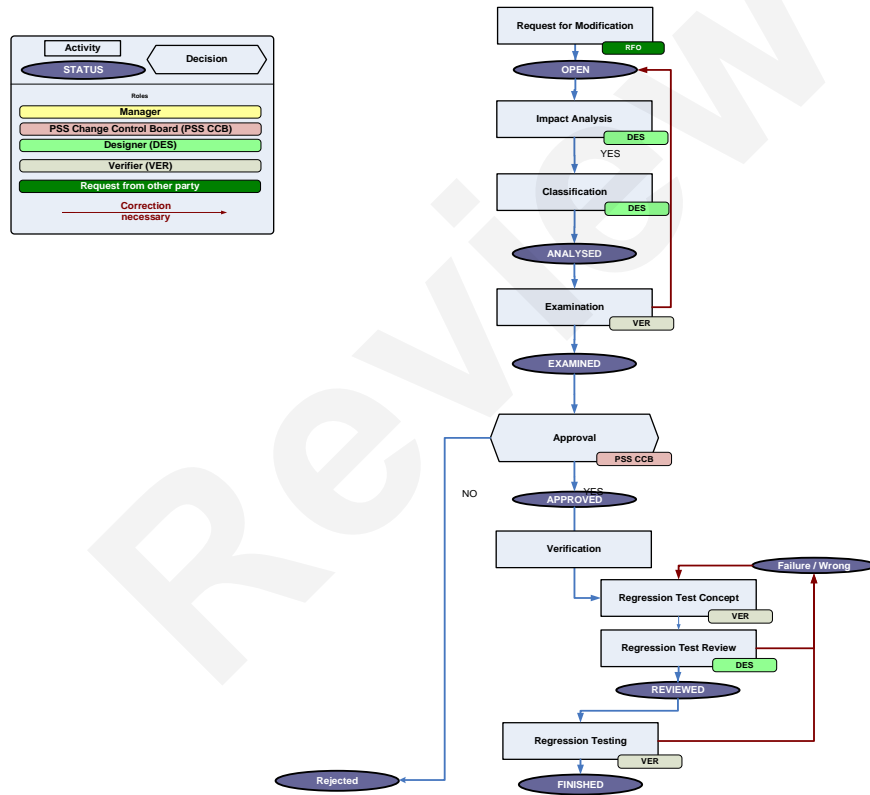 Request for Modification
RFO
Activity
Decision
STATUS
OPEN
Roles
Manager
PSS Change Control Board (PSS CCB)
Designer (DES)
Verifier (VER)
Request from other party
Correction
necessary
Impact Analysis
DES
YES
Classification
DES
ANALYSED
Examination
VER
EXAMINED
Approval
PSS CCB
NO
YES
APPROVED
Verification
Failure / Wrong
Regression Test Concept
VER
Regression Test Review
DES
REVIEWED
Regression Testing
VER
Rejected
FINISHED
Review